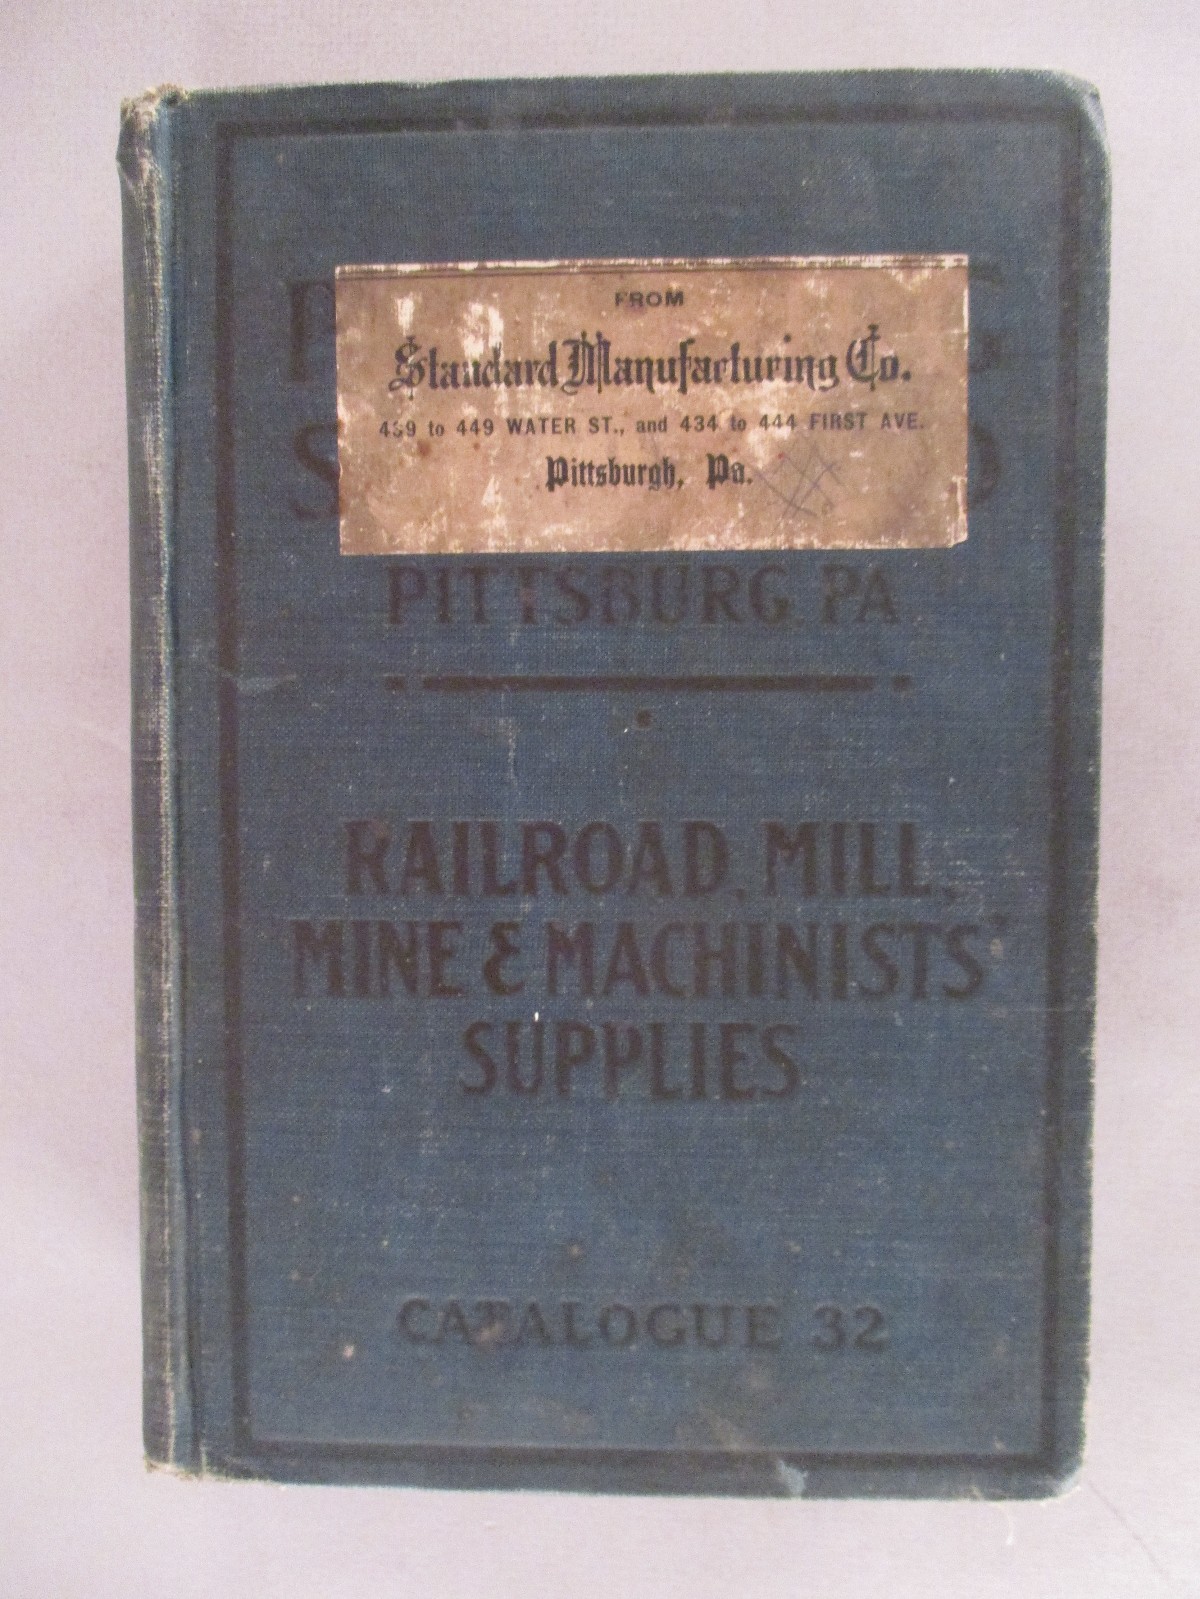 FROM
Standard Manufacturing Co.
439 to 449 WATER ST., and 434 to 444 FIRST AVE.
Pittsburgh, Pa.
PITTSBURG, PA
RAILROAD, MILL,
MINE & MACHINISTS'
SUPPLIES
CATALOGUE 32